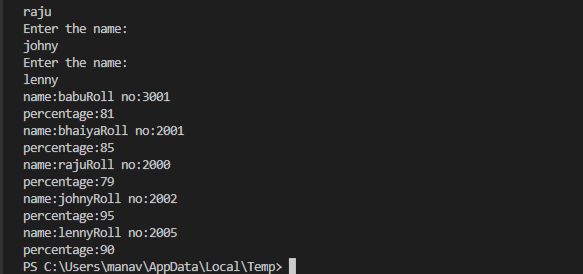 raju
Enter the name:
johny
Enter the name:
lenny
name:babuRoll no:3001
percentage:81
name:bhaiyaRoll no:2001
percentage:85
name:rajuRoll no:2000
percentage:79
name:johnyRoll no:2002
percentage:95
name:lennyRoll no:2005
percentage:90
PS C:\Users\manav\AppData\Local\Temp>